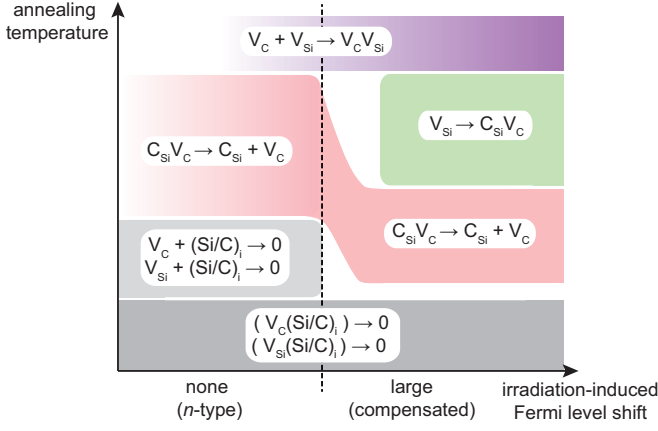 annealing
temperature
V_C + V_Si → V_C V_Si
V_Si → C_Si V_C
C_Si V_C → C_Si + V_C
C_Si V_C → C_Si + V_C
V_C + (Si/C)_i → 0
V_Si + (Si/C)_i → 0
( V_C(Si/C)_i ) → 0
( V_Si(Si/C)_i ) → 0
none
(n-type)
large
(compensated)
irradiation-induced
Fermi level shift